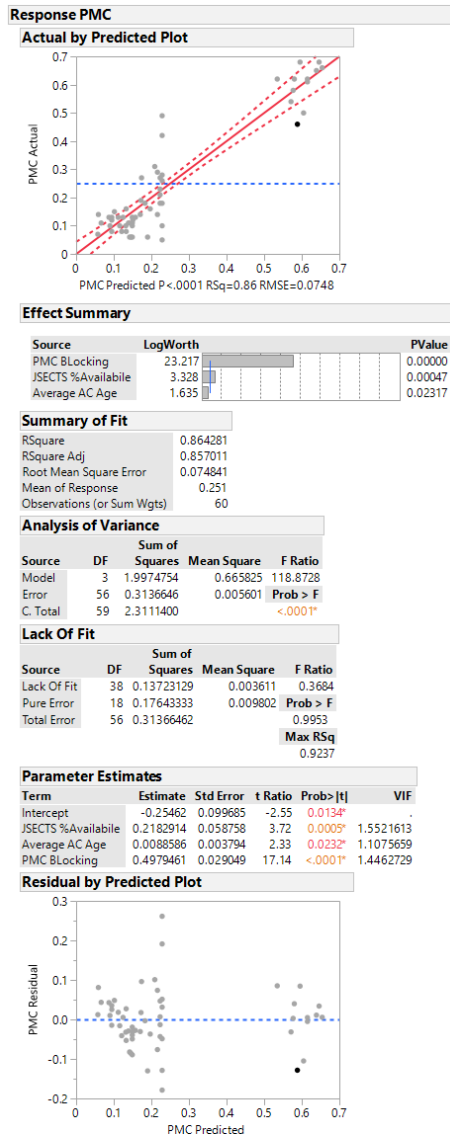 Response PMC
Actual by Predicted Plot
0.7
0.6
0.5
0.4
0.3
0.2
0.1
0
PMC Actual
0 0.1 0.2 0.3 0.4 0.5 0.6 0.7
PMC Predicted P<.0001 RSq=0.86 RMSE=0.0748
Effect Summary
Source LogWorth PValue
PMC BLocking 23.217 0.00000
JSECTS %Availabile 3.328 0.00047
Average AC Age 1.635 0.02317
Summary of Fit
RSquare 0.864281
RSquare Adj 0.857011
Root Mean Square Error 0.074841
Mean of Response 0.251
Observations (or Sum Wgts) 60
Analysis of Variance
Sum of
Source DF Squares Mean Square F Ratio
Model 3 1.9974754 0.665825 118.8728
Error 56 0.3136646 0.005601 Prob > F
C. Total 59 2.3111400 <.0001*
Lack Of Fit
Sum of
Source DF Squares Mean Square F Ratio
Lack Of Fit 38 0.13723129 0.003611 0.3684
Pure Error 18 0.17643333 0.009802 Prob > F
Total Error 56 0.31366462 0.9953
Max RSq
0.9237
Parameter Estimates
Term Estimate Std Error t Ratio Prob>|t| VIF
Intercept -0.25462 0.099685 -2.55 0.0134* .
JSECTS %Availabile 0.2182914 0.058758 3.72 0.0005* 1.5521613
Average AC Age 0.0088586 0.003794 2.33 0.0232* 1.1075659
PMC BLocking 0.4979461 0.029049 17.14 <.0001* 1.4462729
Residual by Predicted Plot
0.3
0.2
0.1
0.0
-0.1
-0.2
PMC Residual
0 0.1 0.2 0.3 0.4 0.5 0.6 0.7
PMC Predicted